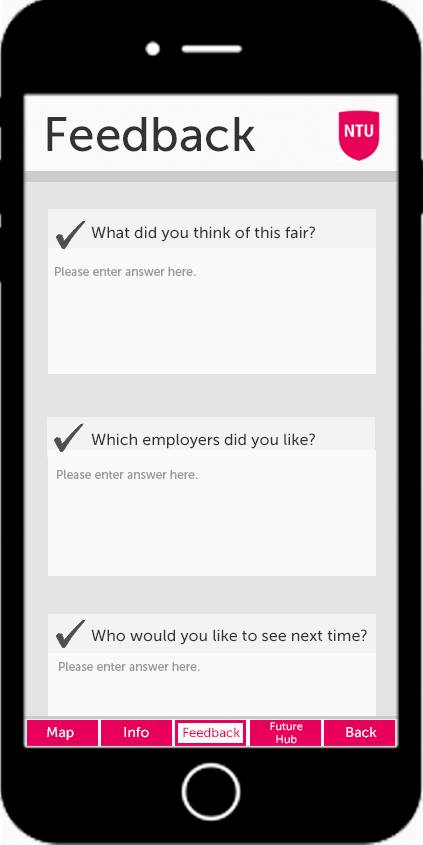 Feedback
NTU
What did you think of this fair?
Please enter answer here.
Which employers did you like?
Please enter answer here.
Who would you like to see next time?
Please enter answer here.
Map
Info
Feedback
Future
Hub
Back